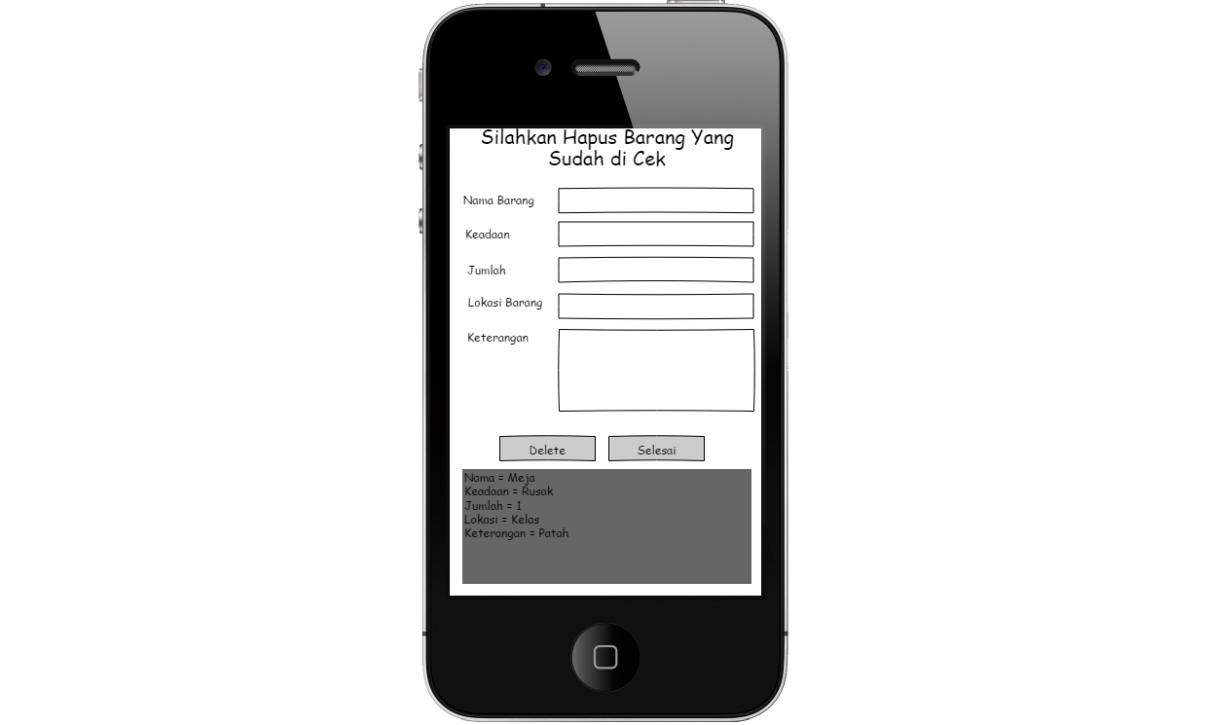 Silahkan Hapus Barang Yang
Sudah di Cek
Nama Barang
Keadaan
Jumlah
Lokasi Barang
Keterangan
Delete
Selesai
Nama = Meja
Keadaan = Rusak
Jumlah = 1
Lokasi = Kelas
Keterangan = Patah